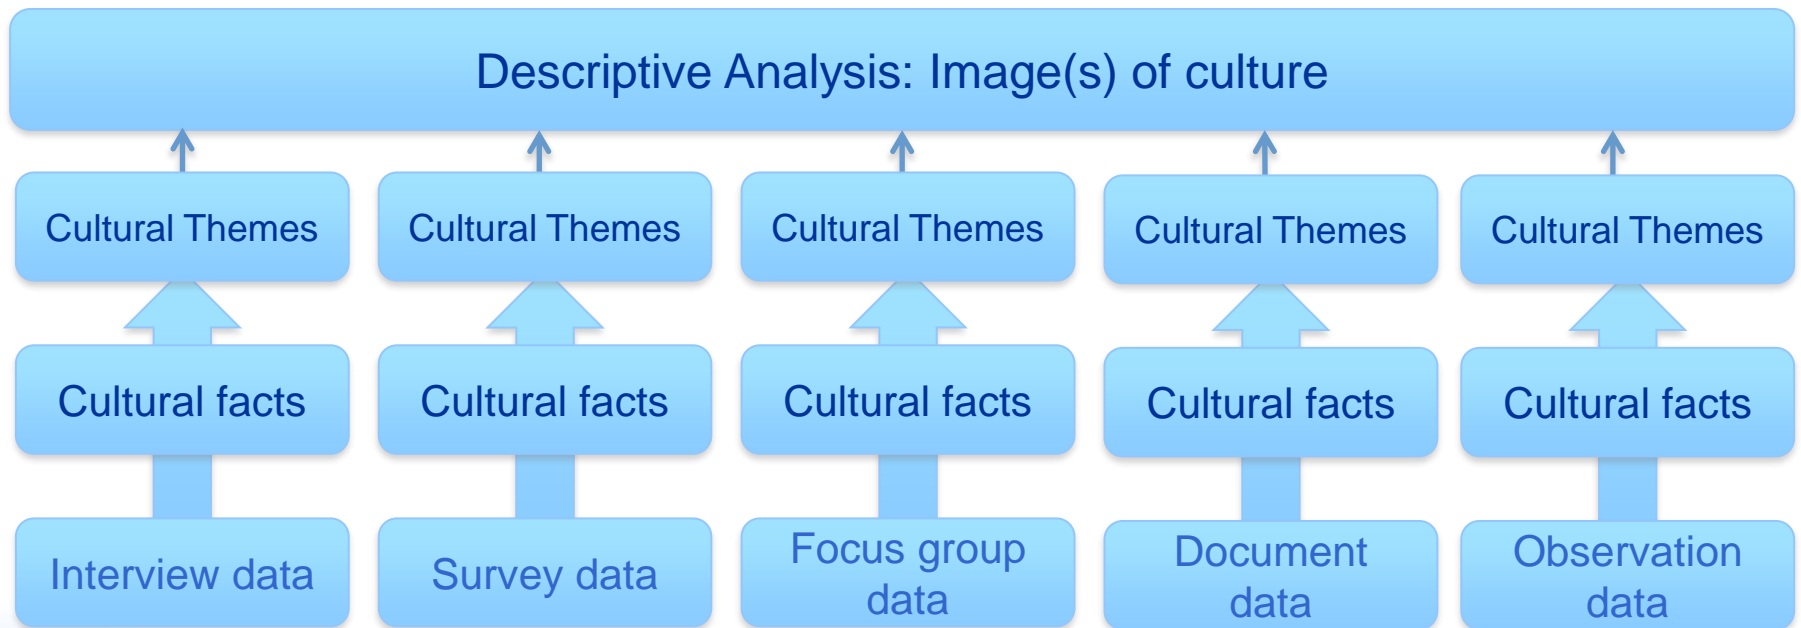 Descriptive Analysis: Image(s) of culture
Cultural Themes
Cultural Themes
Cultural Themes
Cultural Themes
Cultural Themes
Cultural facts
Cultural facts
Cultural facts
Cultural facts
Cultural facts
Interview data
Survey data
Focus group
data
Document
data
Observation
data